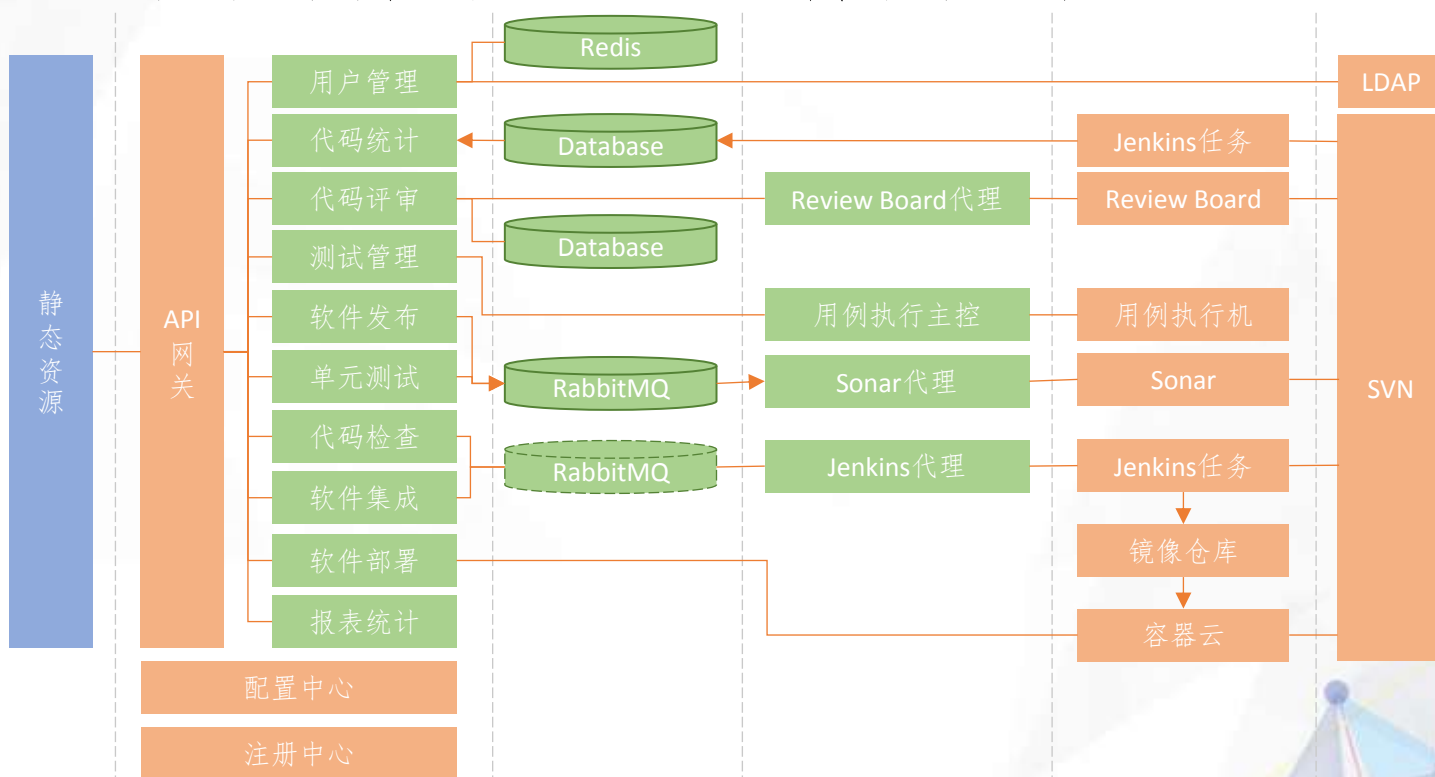 Redis
用户管理
LDAP
代码统计
Database
Jenkins任务
代码评审
Review Board代理
Review Board
Database
测试管理
静态资源
API网关
软件发布
用例执行主控
用例执行机
单元测试
RabbitMQ
Sonar代理
Sonar
SVN
代码检查
RabbitMQ
Jenkins代理
Jenkins任务
软件集成
软件部署
镜像仓库
报表统计
容器云
配置中心
注册中心